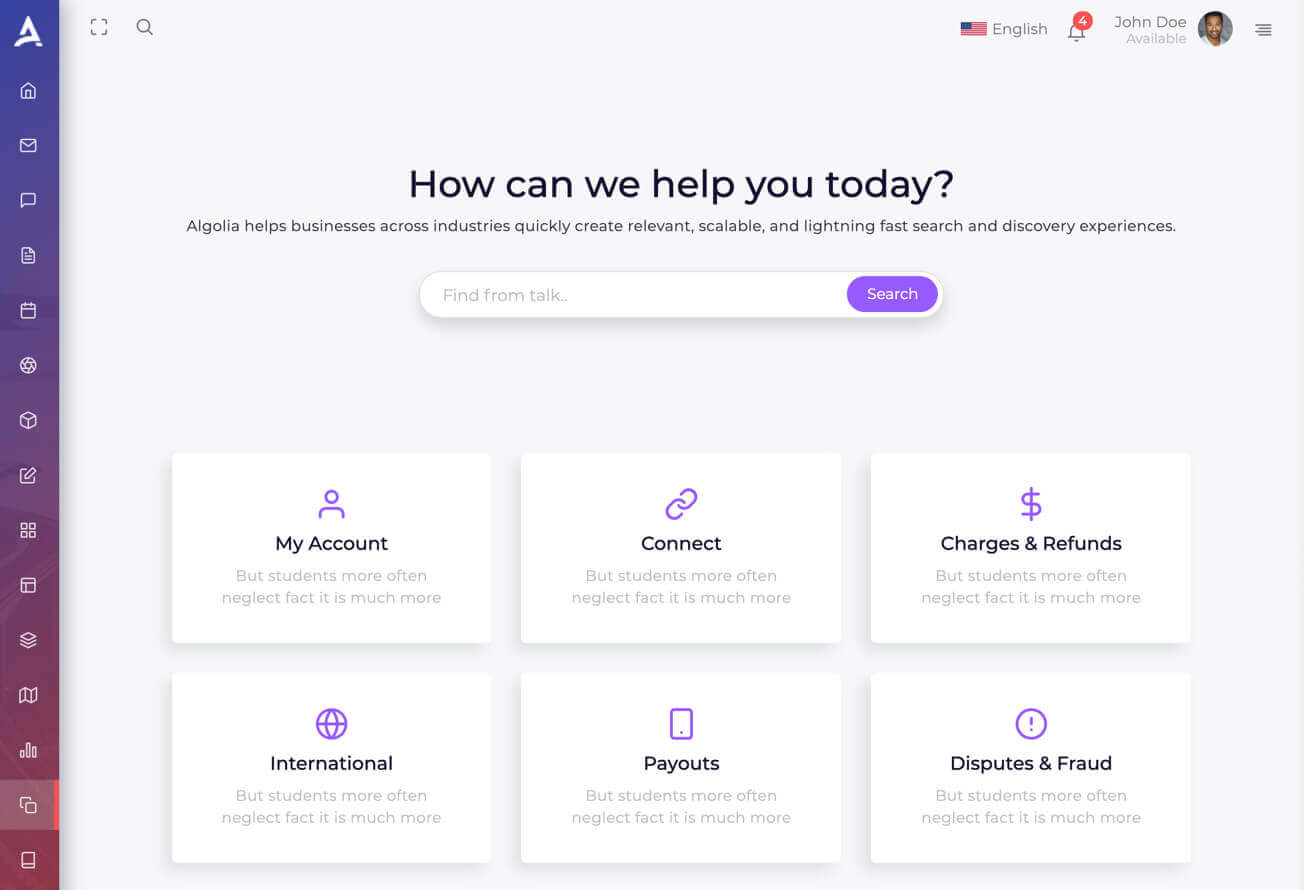 English
4
John Doe
Available
How can we help you today?
Algolia helps businesses across industries quickly create relevant, scalable, and lightning fast search and discovery experiences.
Find from talk..
Search
My Account
But students more often
neglect fact it is much more
Connect
But students more often
neglect fact it is much more
Charges & Refunds
But students more often
neglect fact it is much more
International
But students more often
neglect fact it is much more
Payouts
But students more often
neglect fact it is much more
Disputes & Fraud
But students more often
neglect fact it is much more